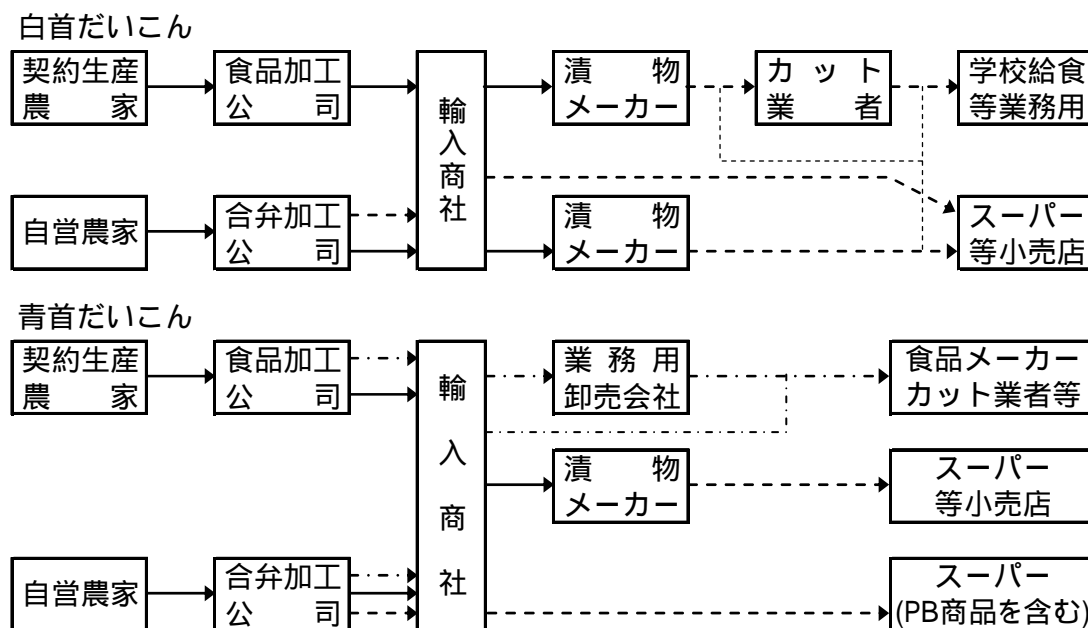 白首だいこん
契約生産
農家
食品加工
公司
輸入商社
漬物
メーカー
カット
業者
学校給食
等業務用
自営農家
合弁加工
公司
漬物
メーカー
スーパー
等小売店
青首だいこん
契約生産
農家
食品加工
公司
輸入商社
業務用
卸売会社
食品メーカー
カット業者等
漬物
メーカー
スーパー
等小売店
自営農家
合弁加工
公司
スーパー
(PB商品を含む)